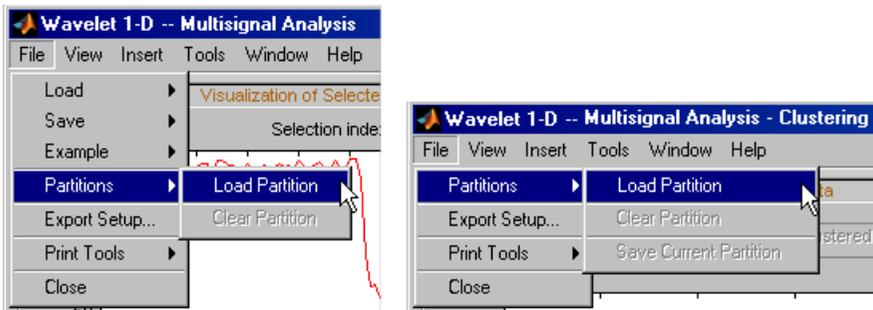 Wavelet 1-D -- Multisignal Analysis
File View Insert Tools Window Help
Load
Save
Example
Partitions
Export Setup...
Print Tools
Close
Visualization of Selecte
Selection inde
Load Partition
Clear Partition
Wavelet 1-D -- Multisignal Analysis - Clustering
File View Insert Tools Window Help
Partitions
Export Setup...
Print Tools
Close
Load Partition
Clear Partition
Save Current Partition
ta
stered